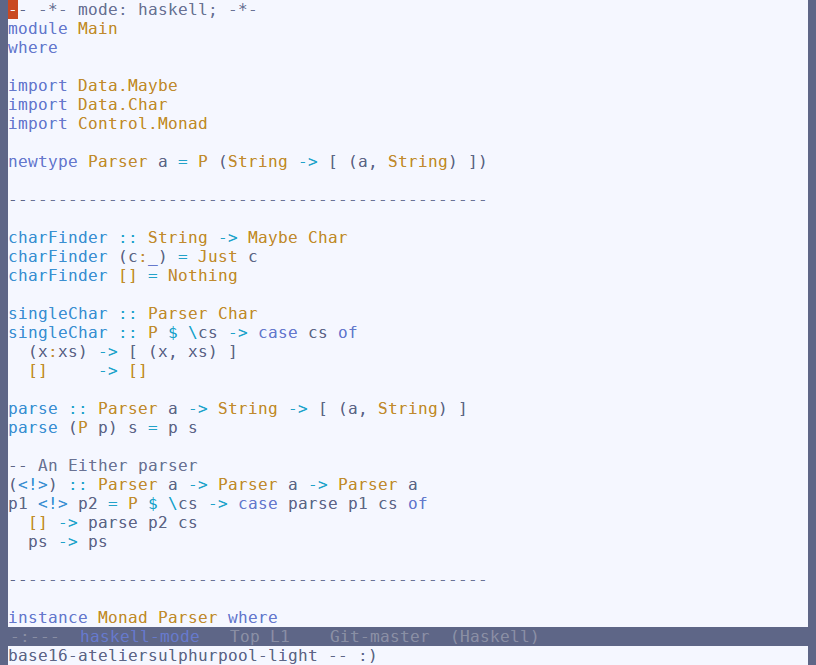 -- -*- mode: haskell; -*-
module Main
where

import Data.Maybe
import Data.Char
import Control.Monad

newtype Parser a = P (String -> [ (a, String) ])

------------------------------------------------

charFinder :: String -> Maybe Char
charFinder (c:_) = Just c
charFinder [] = Nothing

singleChar :: Parser Char
singleChar :: P $ \cs -> case cs of
  (x:xs) -> [ (x, xs) ]
  []     -> []

parse :: Parser a -> String -> [ (a, String) ]
parse (P p) s = p s

-- An Either parser
(<!>) :: Parser a -> Parser a -> Parser a
p1 <!> p2 = P $ \cs -> case parse p1 cs of
  [] -> parse p2 cs
  ps -> ps

------------------------------------------------

instance Monad Parser where
-:---  haskell-mode   Top L1    Git-master  (Haskell)
base16-ateliersulphurpool-light -- :)